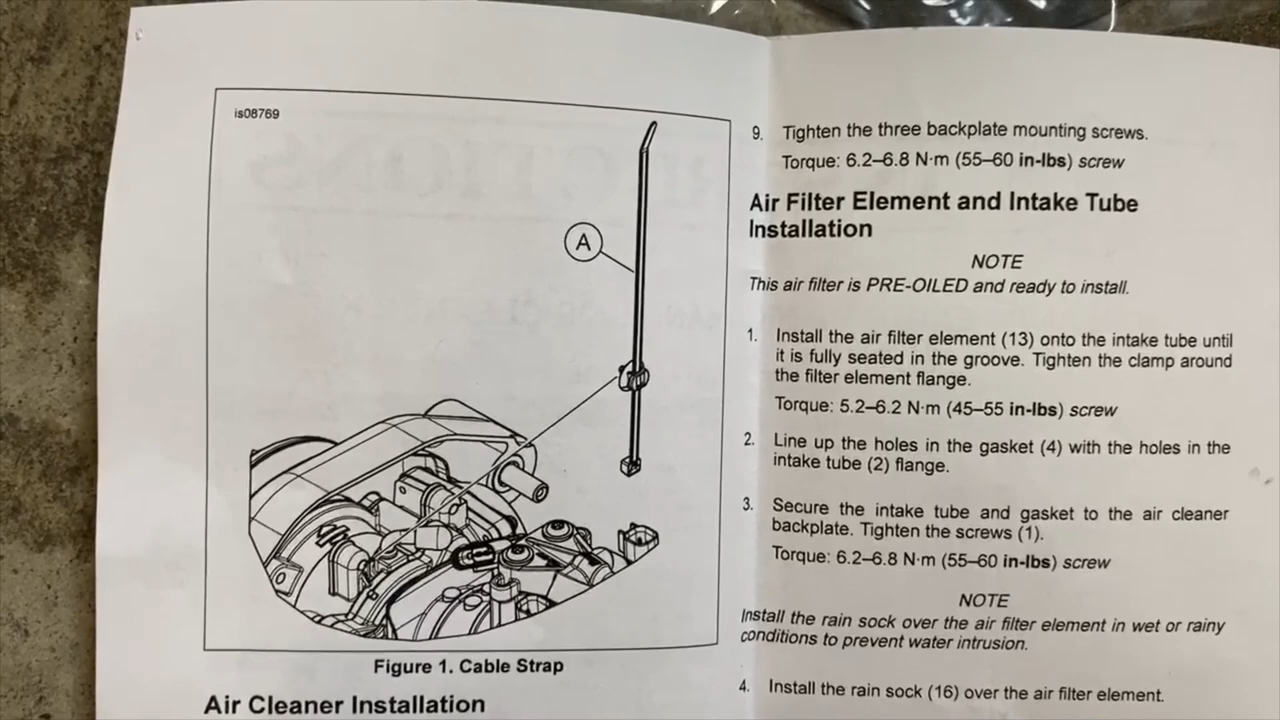 is08769
A
Figure 1. Cable Strap
Air Cleaner Installation
9. Tighten the three backplate mounting screws.
Torque: 6.2–6.8 N·m (55–60 in-lbs) screw
Air Filter Element and Intake Tube
Installation
NOTE
This air filter is PRE-OILED and ready to install.
1. Install the air filter element (13) onto the intake tube until
it is fully seated in the groove. Tighten the clamp around
the filter element flange.
Torque: 5.2–6.2 N·m (45–55 in-lbs) screw
2. Line up the holes in the gasket (4) with the holes in the
intake tube (2) flange.
3. Secure the intake tube and gasket to the air cleaner
backplate. Tighten the screws (1).
Torque: 6.2–6.8 N·m (55–60 in-lbs) screw
NOTE
Install the rain sock over the air filter element in wet or rainy
conditions to prevent water intrusion.
4. Install the rain sock (16) over the air filter element.